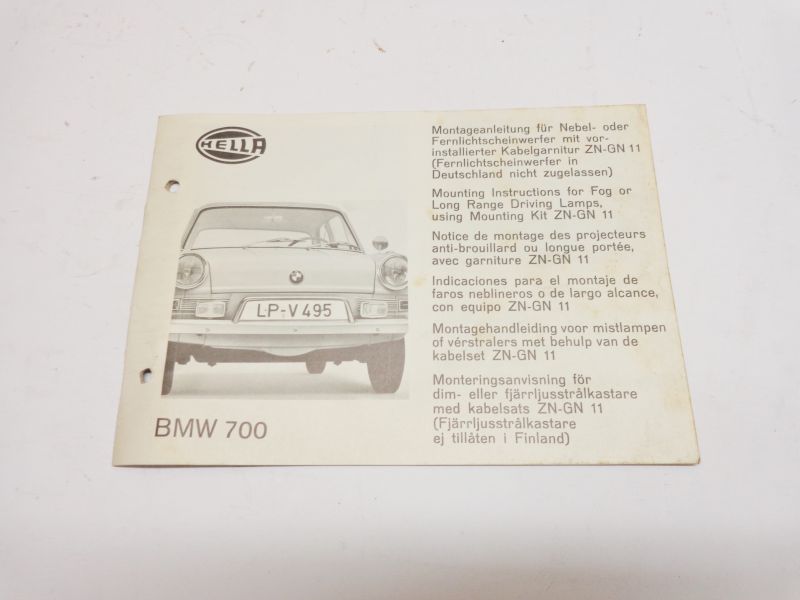 HELLA
LP-V 495
BMW 700
Montageanleitung für Nebel- oder
Fernlichtscheinwerfer mit vor-
installierter Kabelgarnitur ZN-GN 11
(Fernlichtscheinwerfer in
Deutschland nicht zugelassen)
Mounting Instructions for Fog or
Long Range Driving Lamps,
using Mounting Kit ZN-GN 11
Notice de montage des projecteurs
anti-brouillard ou longue portée,
avec garniture ZN-GN 11
Indicaciones para el montaje de
faros neblineros o de largo alcance,
con equipo ZN-GN 11
Montagehandleiding voor mistlampen
of vérstralers met behulp van de
kabelset ZN-GN 11
Monteringsanvisning för
dim- eller fjärrljusstrålkastare
med kabelsats ZN-GN 11
(Fjärrljusstrålkastare
ej tillåten i Finland)